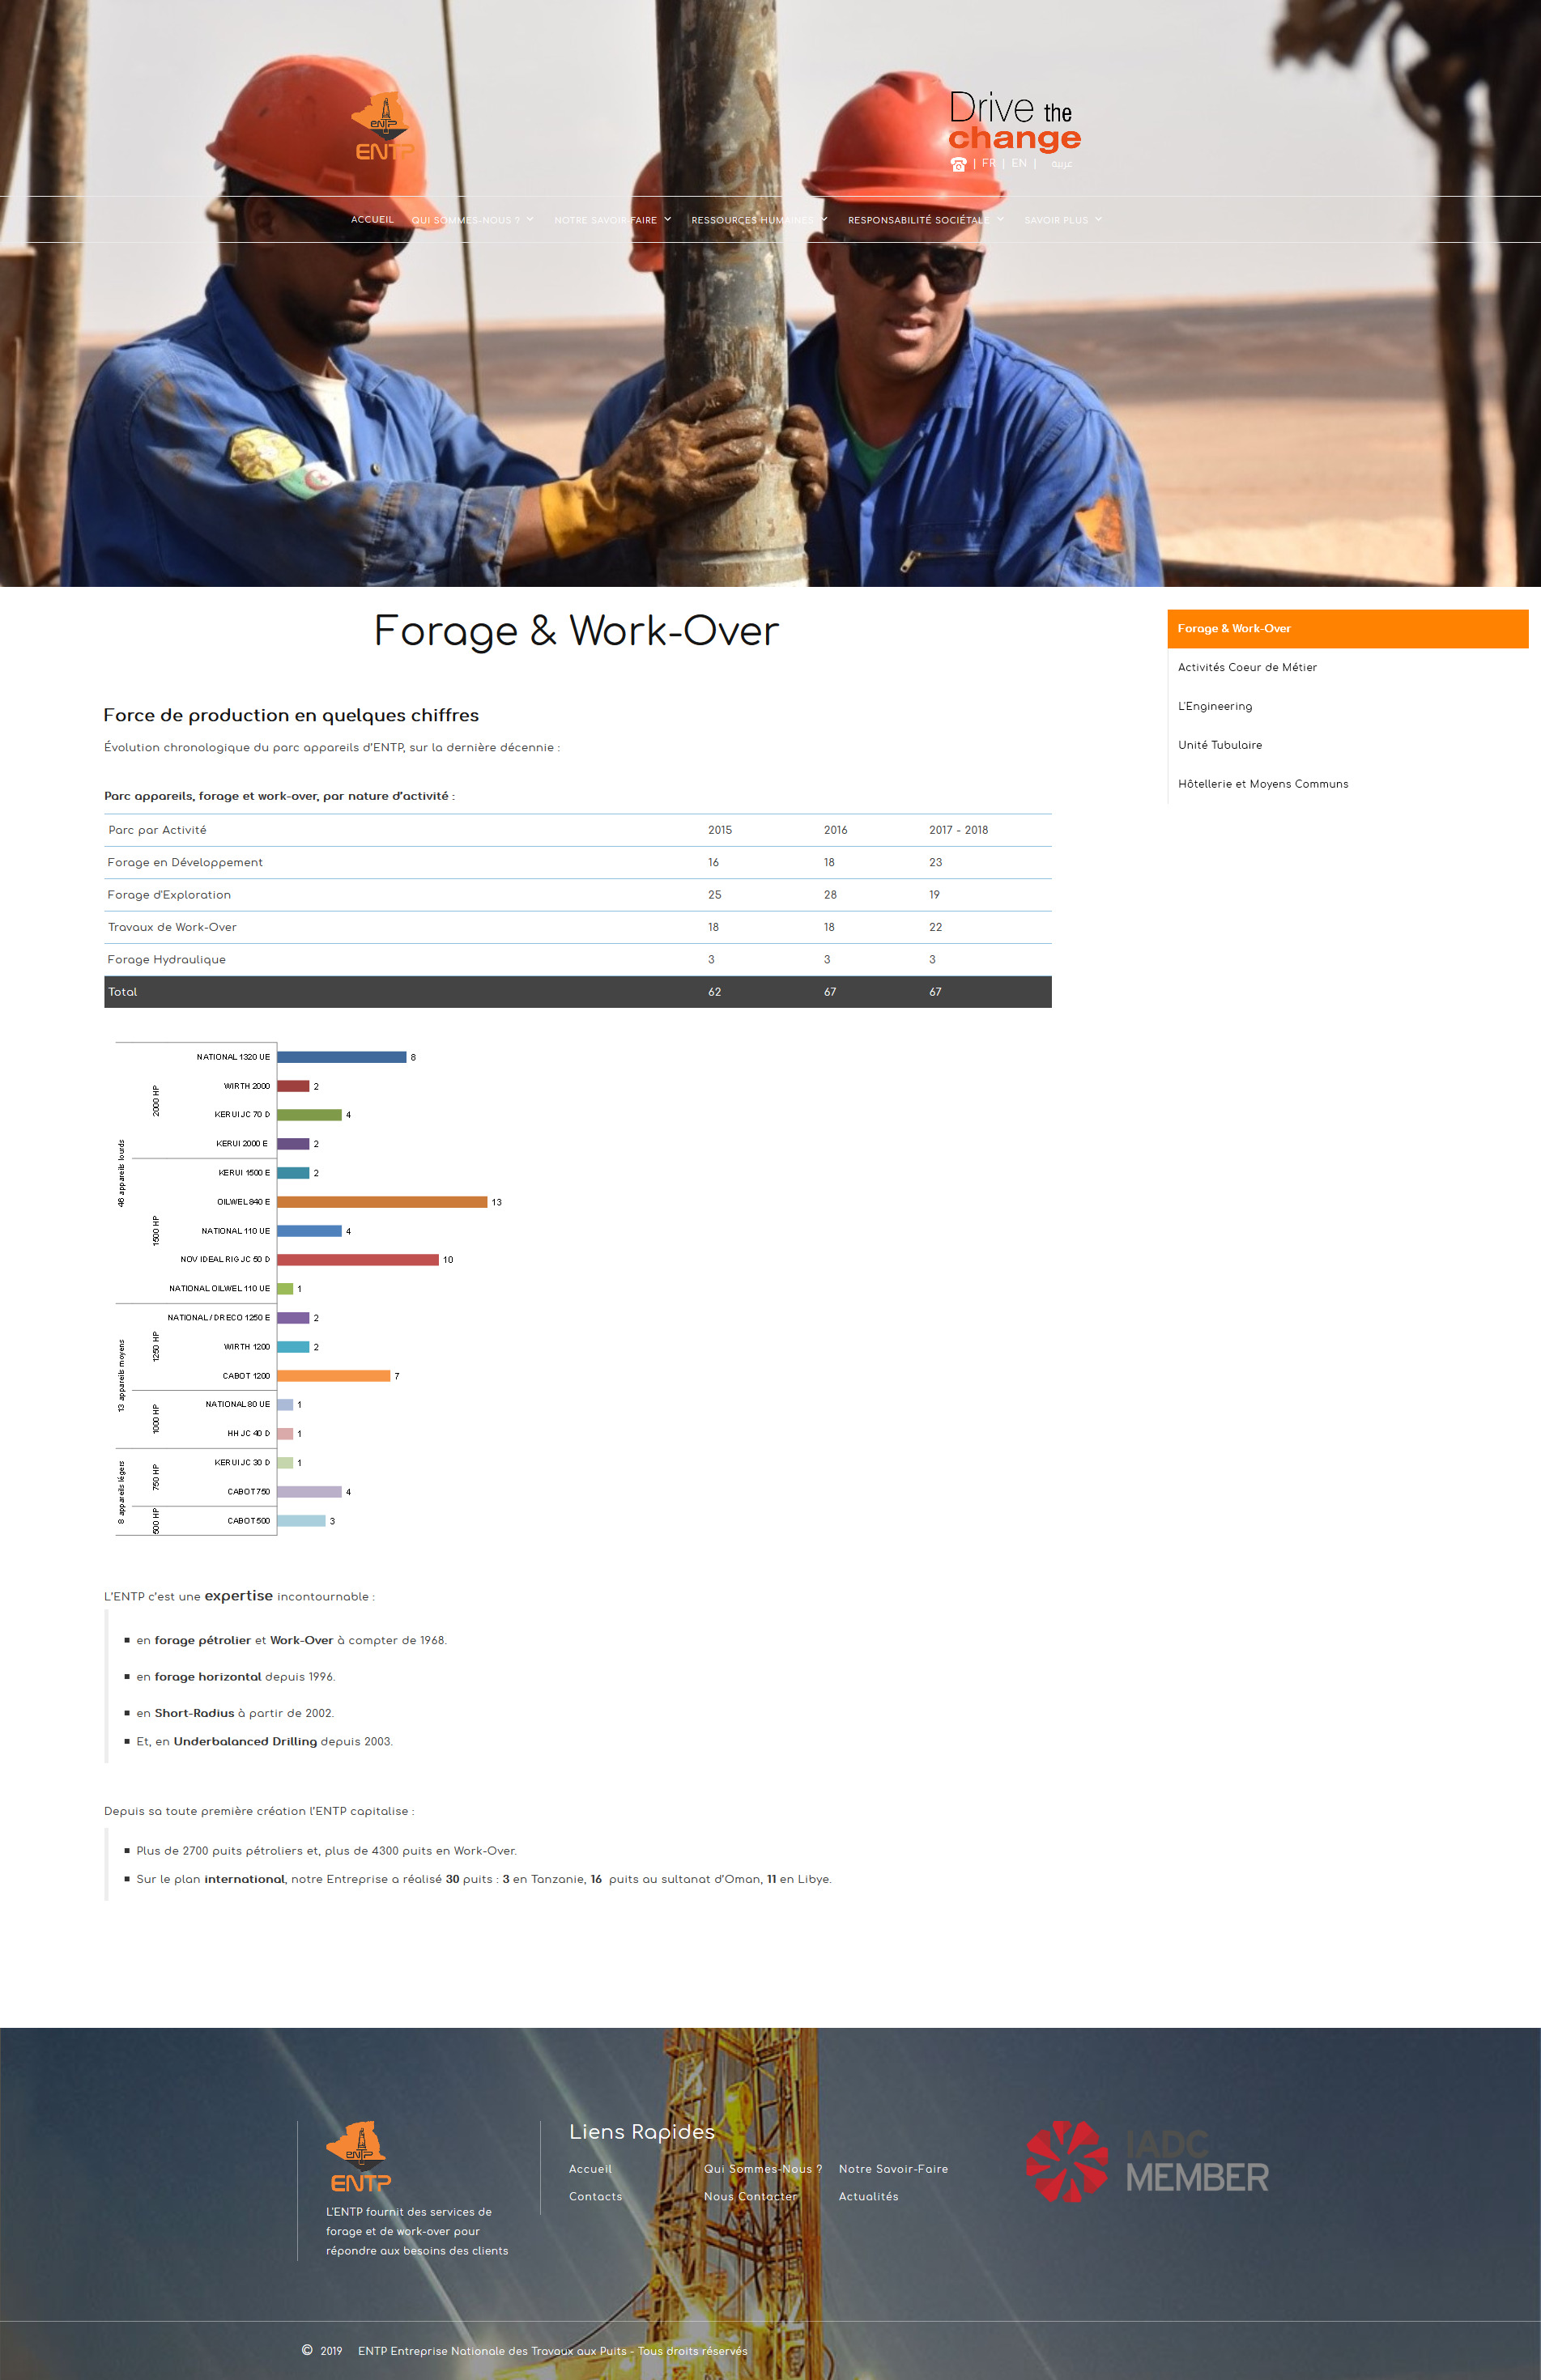 ENTP
ENTP
Drive the
change
| FR | EN | عربية
ACCUEIL QUI SOMMES-NOUS ? NOTRE SAVOIR-FAIRE RESSOURCES HUMAINES RESPONSABILITÉ SOCIÉTALE SAVOIR PLUS
Forage & Work-Over
Forage & Work-Over
Activités Coeur de Métier
L'Engineering
Unité Tubulaire
Hôtellerie et Moyens Communs
Force de production en quelques chiffres
Évolution chronologique du parc appareils d'ENTP, sur la dernière décennie :
Parc appareils, forage et work-over, par nature d'activité :
Parc par Activité 2015 2016 2017 - 2018
Forage en Développement 16 18 23
Forage d'Exploration 25 28 19
Travaux de Work-Over 18 18 22
Forage Hydraulique 3 3 3
Total 62 67 67
46 appareils lourds
2000 HP
NATIONAL 1320 UE 8
WIRTH 2000 2
KERUI JC 70 D 4
KERUI 2000 E 2
1500 HP
KERUI 1500 E 2
OILWEL 840 E 13
NATIONAL 110 UE 4
NOV IDEAL RIG JC 50 D 10
NATIONAL OILWEL 110 UE 1
13 appareils moyens
1250 HP
NATIONAL / DRECO 1250 E 2
WIRTH 1200 2
CABOT 1200 7
1000 HP
NATIONAL 80 UE 1
HH JC 40 D 1
8 appareils légers
750 HP
KERUI JC 30 D 1
CABOT 750 4
500 HP
CABOT 500 3
L'ENTP c'est une expertise incontournable :
en forage pétrolier et Work-Over à compter de 1968.
en forage horizontal depuis 1996.
en Short-Radius à partir de 2002.
Et, en Underbalanced Drilling depuis 2003.
Depuis sa toute première création l'ENTP capitalise :
Plus de 2700 puits pétroliers et, plus de 4300 puits en Work-Over.
Sur le plan international, notre Entreprise a réalisé 30 puits : 3 en Tanzanie, 16 puits au sultanat d'Oman, 11 en Libye.
ENTP
ENTP
L'ENTP fournit des services de
forage et de work-over pour
répondre aux besoins des clients
Liens Rapides
Accueil Qui Sommes-Nous ? Notre Savoir-Faire
Contacts Nous Contacter Actualités
IADC
MEMBER
© 2019 ENTP Entreprise Nationale des Travaux aux Puits - Tous droits réservés